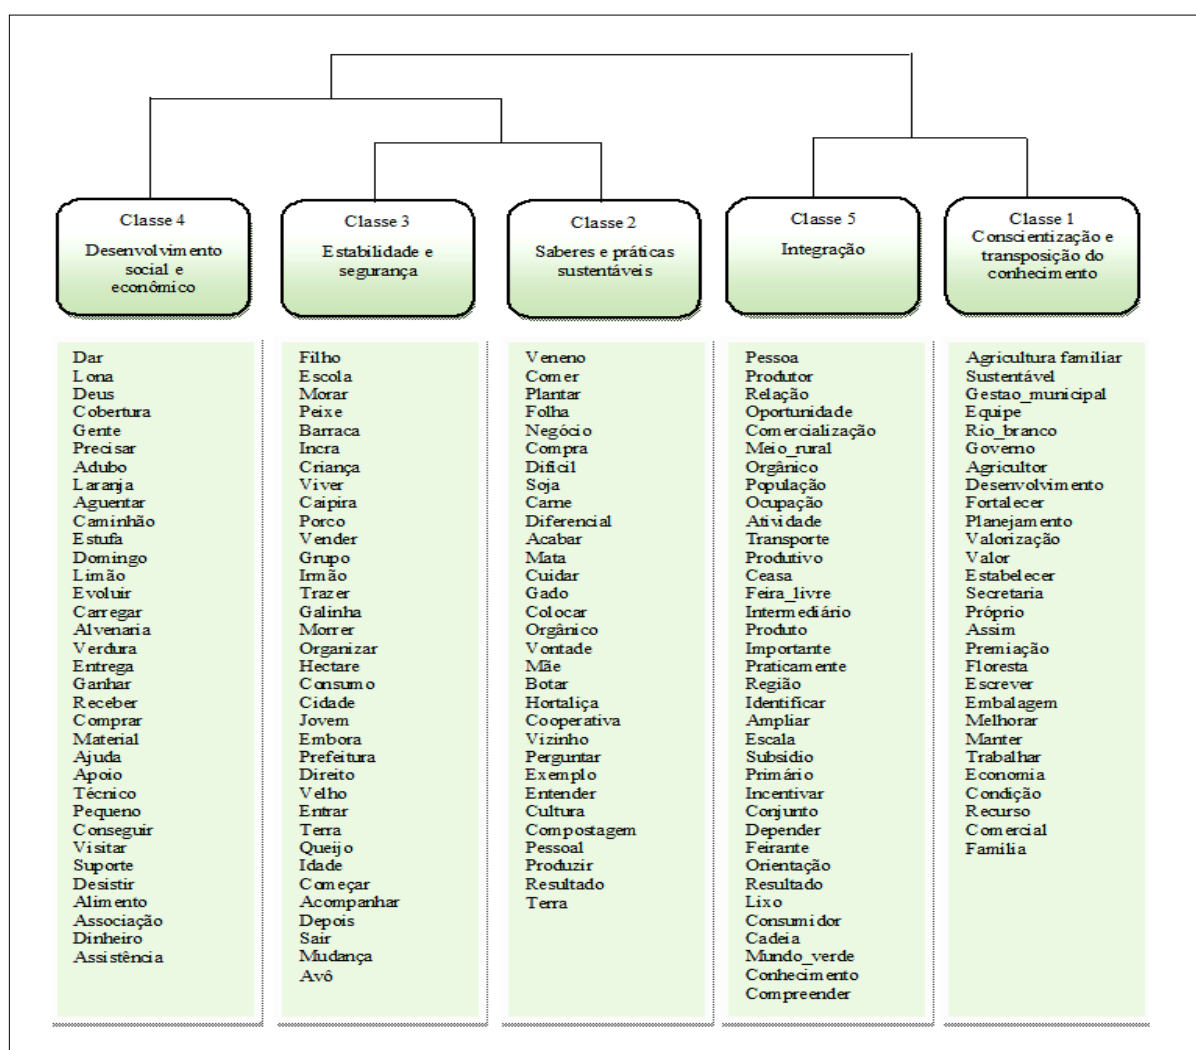 Classe 4
Desenvolvimento
social e
econômico
Dar
Lona
Deus
Cobertura
Gente
Precisar
Adubo
Laranja
Aguentar
Caminhão
Estufa
Domingo
Limão
Evoluir
Carregar
Alvenaria
Verdura
Entrega
Ganhar
Receber
Comprar
Material
Ajuda
Apoio
Técnico
Pequeno
Conseguir
Visitar
Suporte
Desistir
Alimento
Associação
Dinheiro
Assistência
Classe 3
Estabilidade e
segurança
Filho
Escola
Morar
Peixe
Barraca
Incra
Criança
Viver
Caipira
Porco
Vender
Grupo
Irmão
Trazer
Galinha
Morrer
Organizar
Hectare
Consumo
Cidade
Jovem
Embora
Prefeitura
Direito
Velho
Entrar
Terra
Queijo
Idade
Começar
Acompanhar
Depois
Sair
Mudança
Avô
Classe 2
Saberes e práticas
sustentáveis
Veneno
Comer
Plantar
Folha
Negócio
Compra
Difícil
Soja
Carne
Diferencial
Acabar
Mata
Cuidar
Gado
Colocar
Orgânico
Vontade
Mãe
Botar
Hortaliça
Cooperativa
Vizinho
Perguntar
Exemplo
Entender
Cultura
Compostagem
Pessoal
Produzir
Resultado
Terra
Classe 5
Integração
Pessoa
Produtor
Relação
Oportunidade
Comercialização
Meio_rural
Orgânico
População
Ocupação
Atividade
Transporte
Produtivo
Ceasa
Feira_livre
Intermediário
Produto
Importante
Praticamente
Região
Identificar
Ampliar
Escala
Subsídio
Primário
Incentivar
Conjunto
Depender
Feirante
Orientação
Resultado
Lixo
Consumidor
Cadeia
Mundo_verde
Conhecimento
Compreender
Classe 1
Conscientização e
transposição do
conhecimento
Agricultura familiar
Sustentável
Gestao_municipal
Equipe
Rio_branco
Governo
Agricultor
Desenvolvimento
Fortalecer
Planejamento
Valorização
Valor
Estabelecer
Secretaria
Próprio
Assim
Premiação
Floresta
Escrever
Embalagem
Melhorar
Manter
Trabalhar
Economia
Condição
Recurso
Comercial
Família